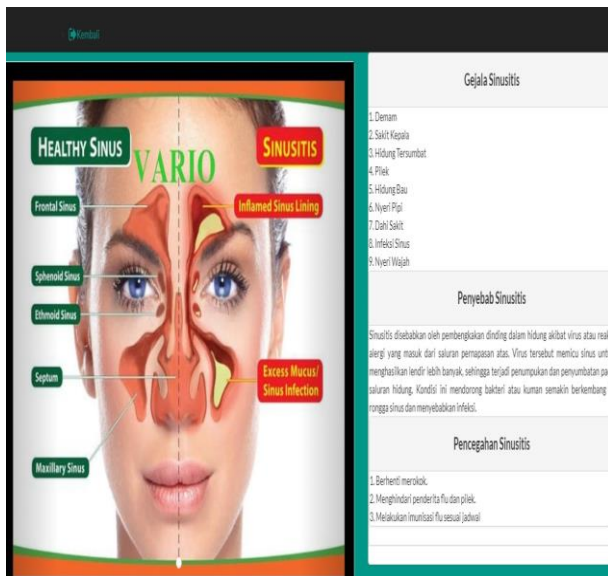 Kembali
HEALTHY SINUS
VARIO
SINUSITIS
Frontal Sinus
Inflamed Sinus Lining
Sphenoid Sinus
Ethmoid Sinus
Septum
Excess Mucus/
Sinus Infection
Maxillary Sinus
Gejala Sinusitis
1. Demam
2. Sakit Kepala
3. Hidung Tersumbat
4. Pilek
5. Hidung Bau
6. Nyeri Pipi
7. Dahi Sakit
8. Infeksi Sinus
9. Nyeri Wajah
Penyebab Sinusitis
Sinusitis disebabkan oleh pembengkakan dinding dalam hidung akibat virus atau reak
alergi yang masuk dari saluran pernapasan atas. Virus tersebut memicu sinus unt
menghasilkan lendir lebih banyak, sehingga terjadi penumpukan dan penyumbatan pa
saluran hidung. Kondisi ini mendorong bakteri atau kuman semakin berkembang
rongga sinus dan menyebabkan infeksi.
Pencegahan Sinusitis
1. Berhenti merokok.
2. Menghindari penderita flu dan pilek.
3. Melakukan imunisasi flu sesuai jadwal